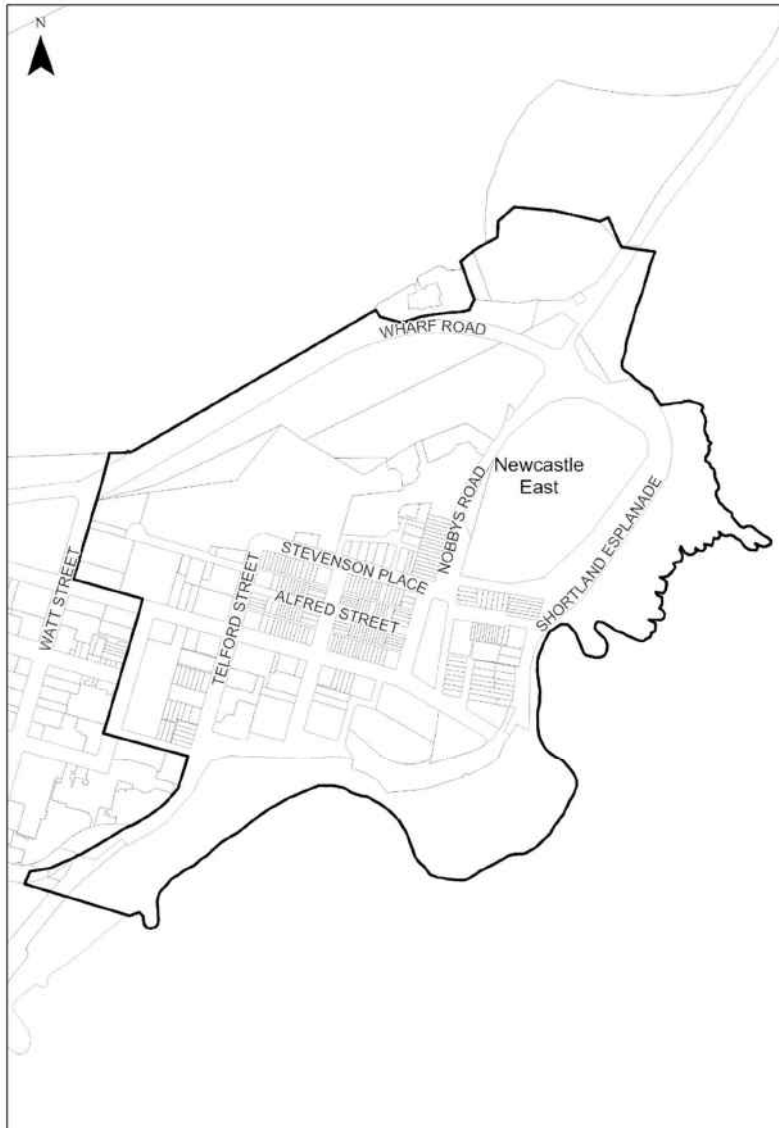 N
WHARF ROAD
Newcastle
East
NOBBYS ROAD
SHORTLAND ESPLANADE
STEVENSON PLACE
ALFRED STREET
TELFORD STREET
WATT STREET